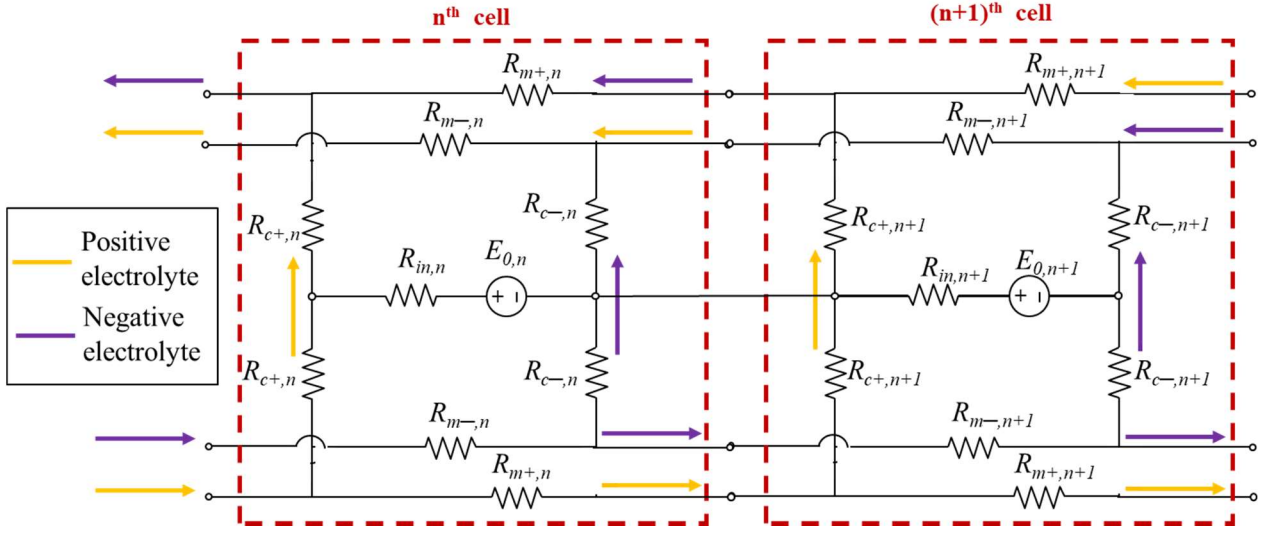 nth cell
(n+1)th cell
Rm+,n
Rm+,n+1
Rm−,n
Rm−,n+1
Rc+,n
Rc−,n
Rc+,n+1
Rc−,n+1
Positive
electrolyte
Negative
electrolyte
Rin,n
E0,n
+ -
Rin,n+1
E0,n+1
+ -
Rc+,n
Rc−,n
Rc+,n+1
Rc−,n+1
Rm−,n
Rm−,n+1
Rm+,n
Rm+,n+1